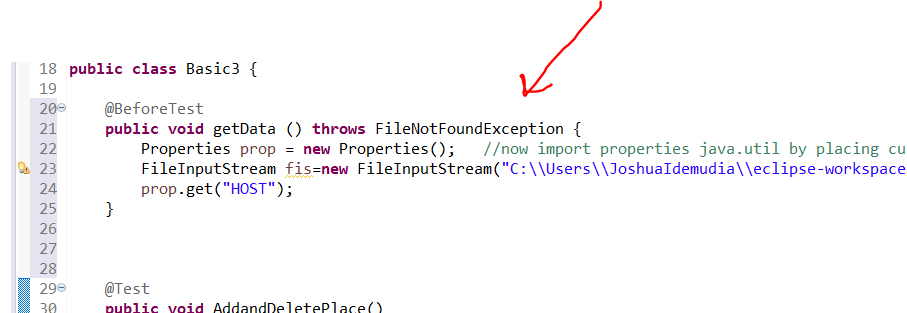 18 public class Basic3 {
19
20 @BeforeTest
21 public void getData () throws FileNotFoundException {
22 Properties prop = new Properties();   //now import properties java.util by placing cu
23 FileInputStream fis=new FileInputStream("C:\\Users\\JoshuaIdemudia\\eclipse-workspace
24 prop.get("HOST");
25 }
26
27
28
29 @Test
30 public void AddandDeletePlace()